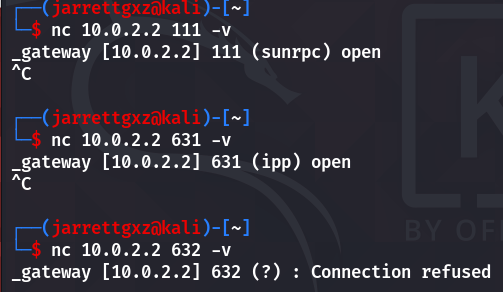 ┌──(jarrettgxz@kali)-[~]
└─$ nc 10.0.2.2 111 -v
_gateway [10.0.2.2] 111 (sunrpc) open
^C
┌──(jarrettgxz@kali)-[~]
└─$ nc 10.0.2.2 631 -v
_gateway [10.0.2.2] 631 (ipp) open
^C
┌──(jarrettgxz@kali)-[~]
└─$ nc 10.0.2.2 632 -v
_gateway [10.0.2.2] 632 (?) : Connection refused
BY OF